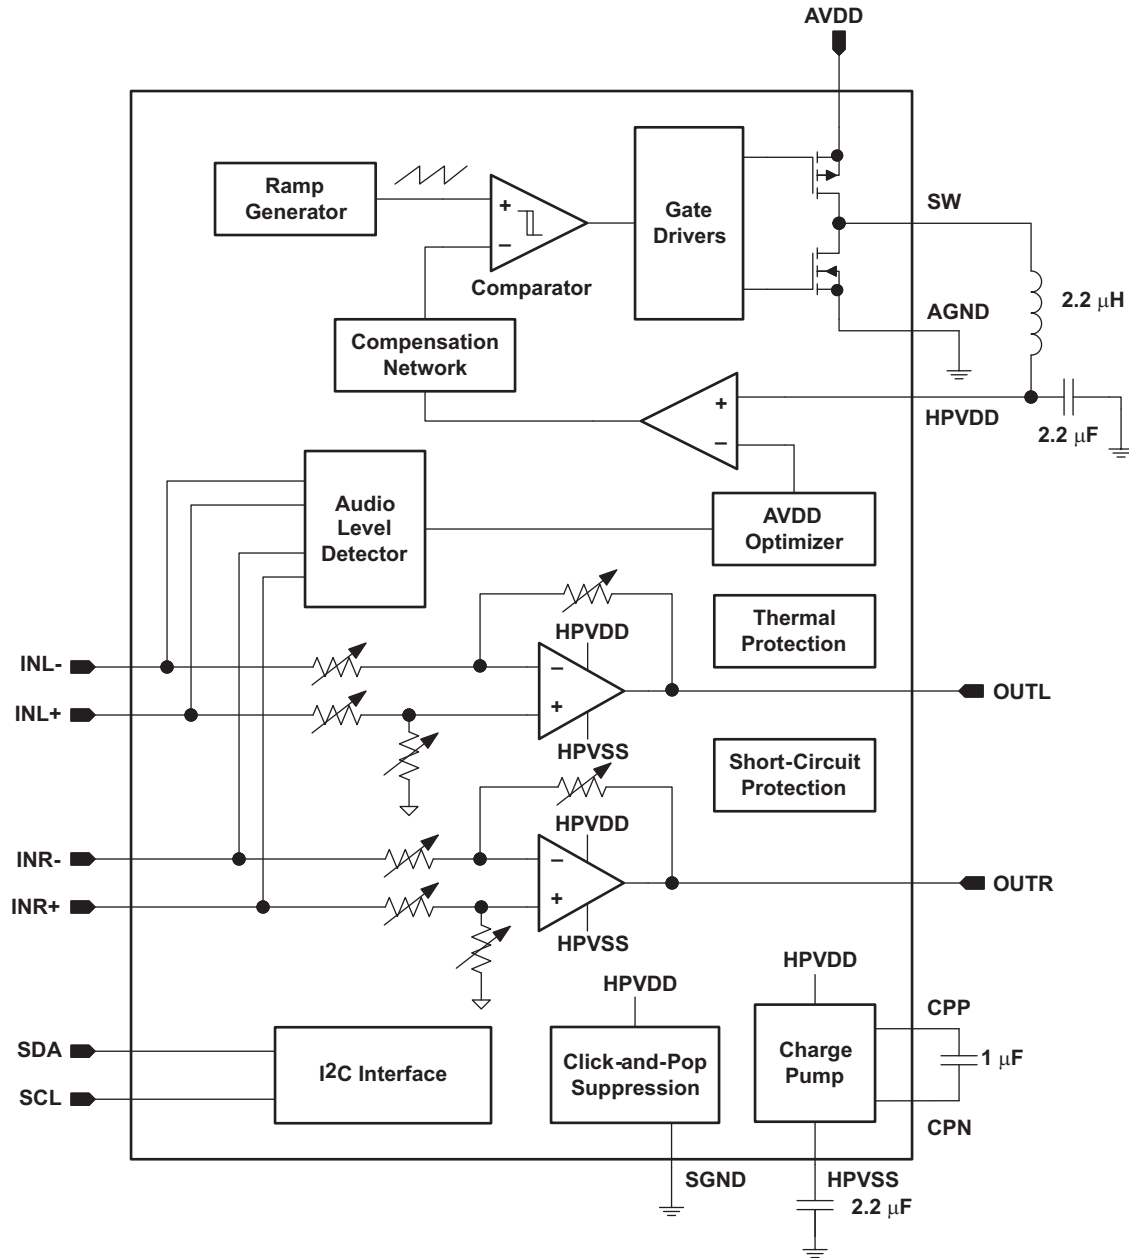 AVDD
Ramp
Generator
+
−
Comparator
Gate
Drivers
SW
2.2 μH
AGND
Compensation
Network
+
−
HPVDD
2.2 μF
Audio
Level
Detector
AVDD
Optimizer
Thermal
Protection
HPVDD
INL-
−
INL+
+
HPVSS
OUTL
Short-Circuit
Protection
HPVDD
INR-
−
INR+
+
HPVSS
OUTR
HPVDD
HPVDD
CPP
SDA
SCL
I2C Interface
Click-and-Pop
Suppression
Charge
Pump
1 μF
CPN
SGND
HPVSS
2.2 μF